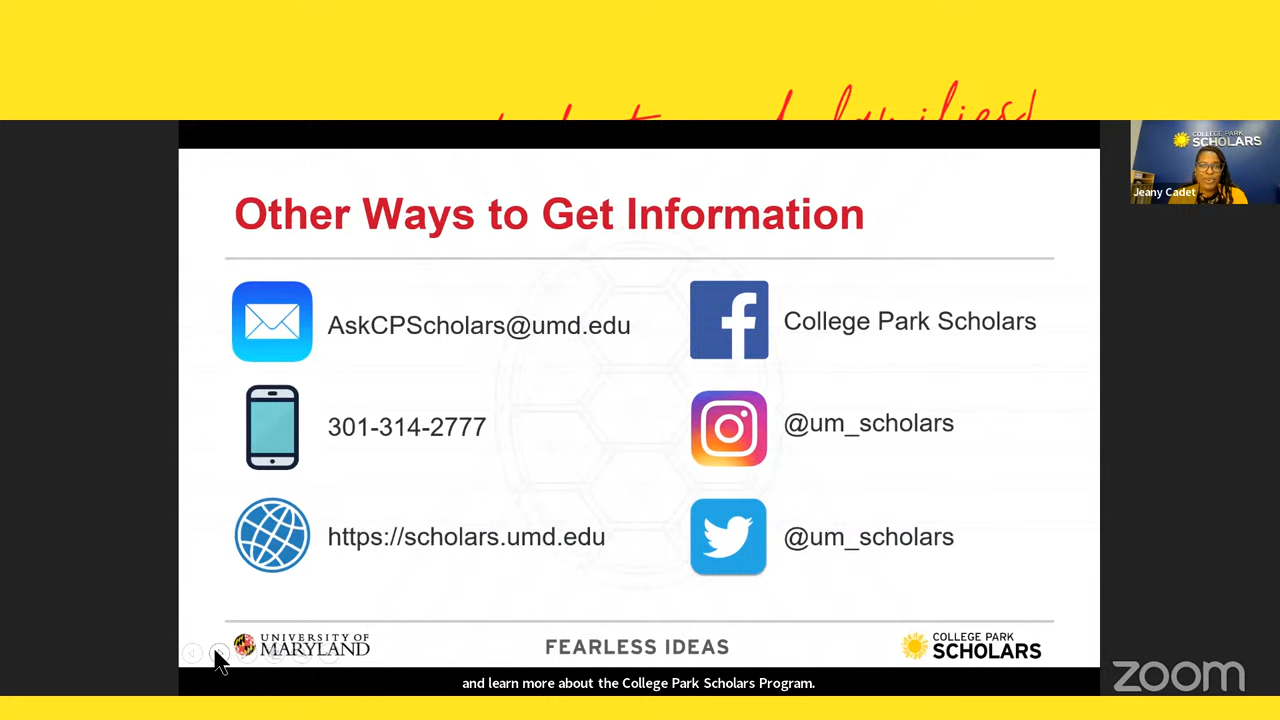 families!
COLLEGE PARK
SCHOLARS
Jeany Cadet
Other Ways to Get Information
AskCPScholars@umd.edu
College Park Scholars
301-314-2777
@um_scholars
https://scholars.umd.edu
@um_scholars
UNIVERSITY OF
MARYLAND
FEARLESS IDEAS
COLLEGE PARK
SCHOLARS
and learn more about the College Park Scholars Program.
zoom